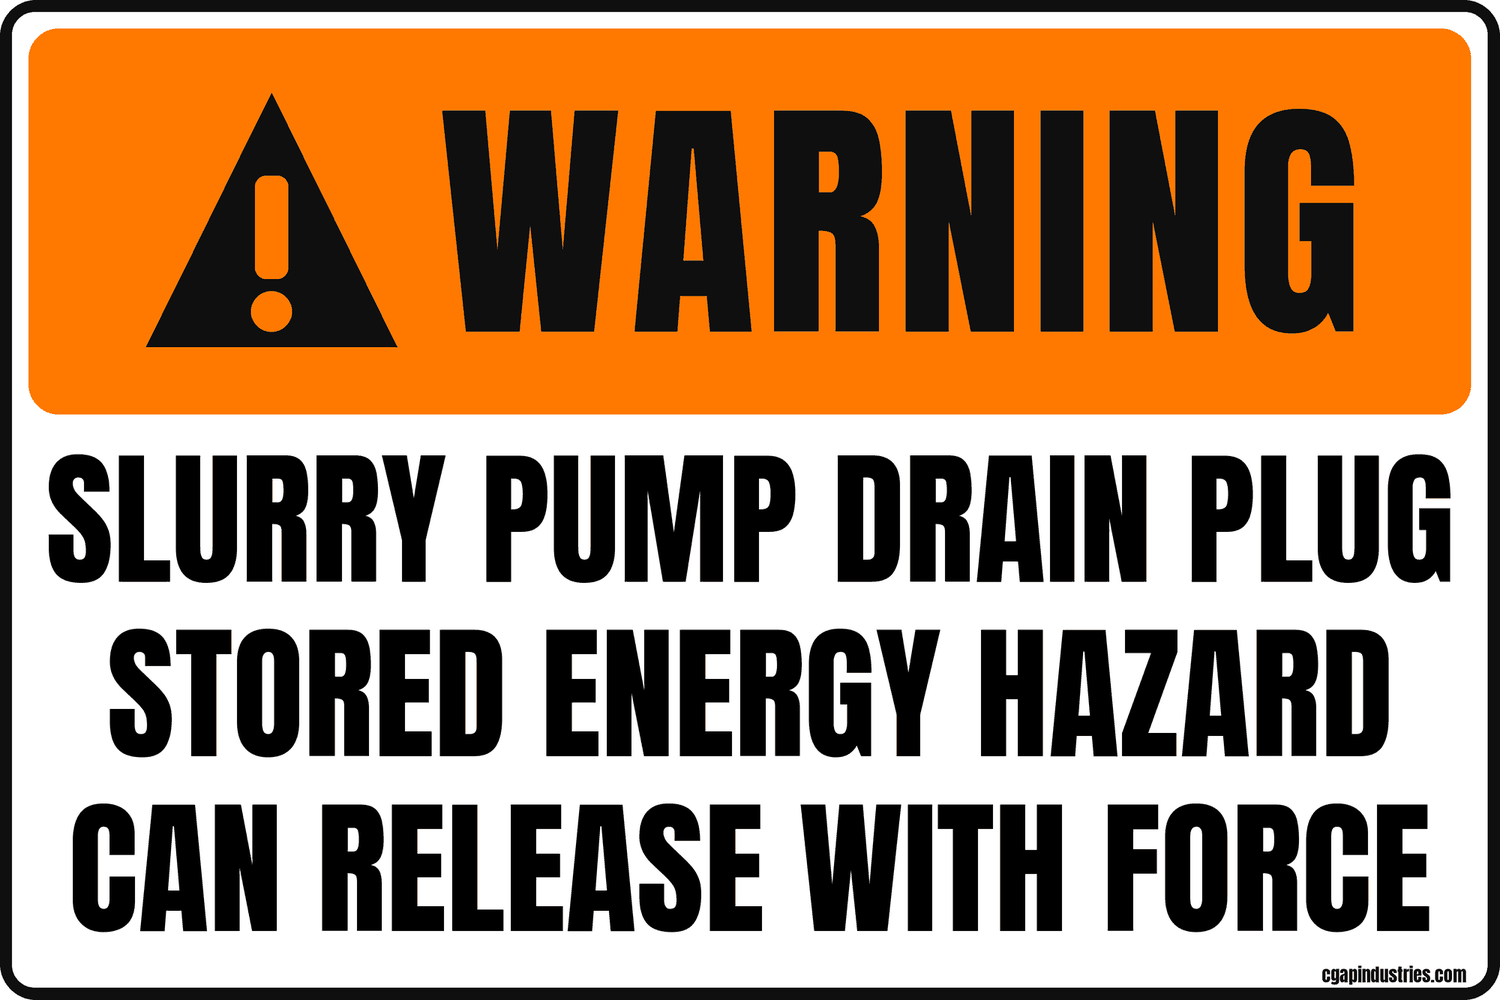 WARNING
SLURRY PUMP DRAIN PLUG
STORED ENERGY HAZARD
CAN RELEASE WITH FORCE
cgapindustries.com